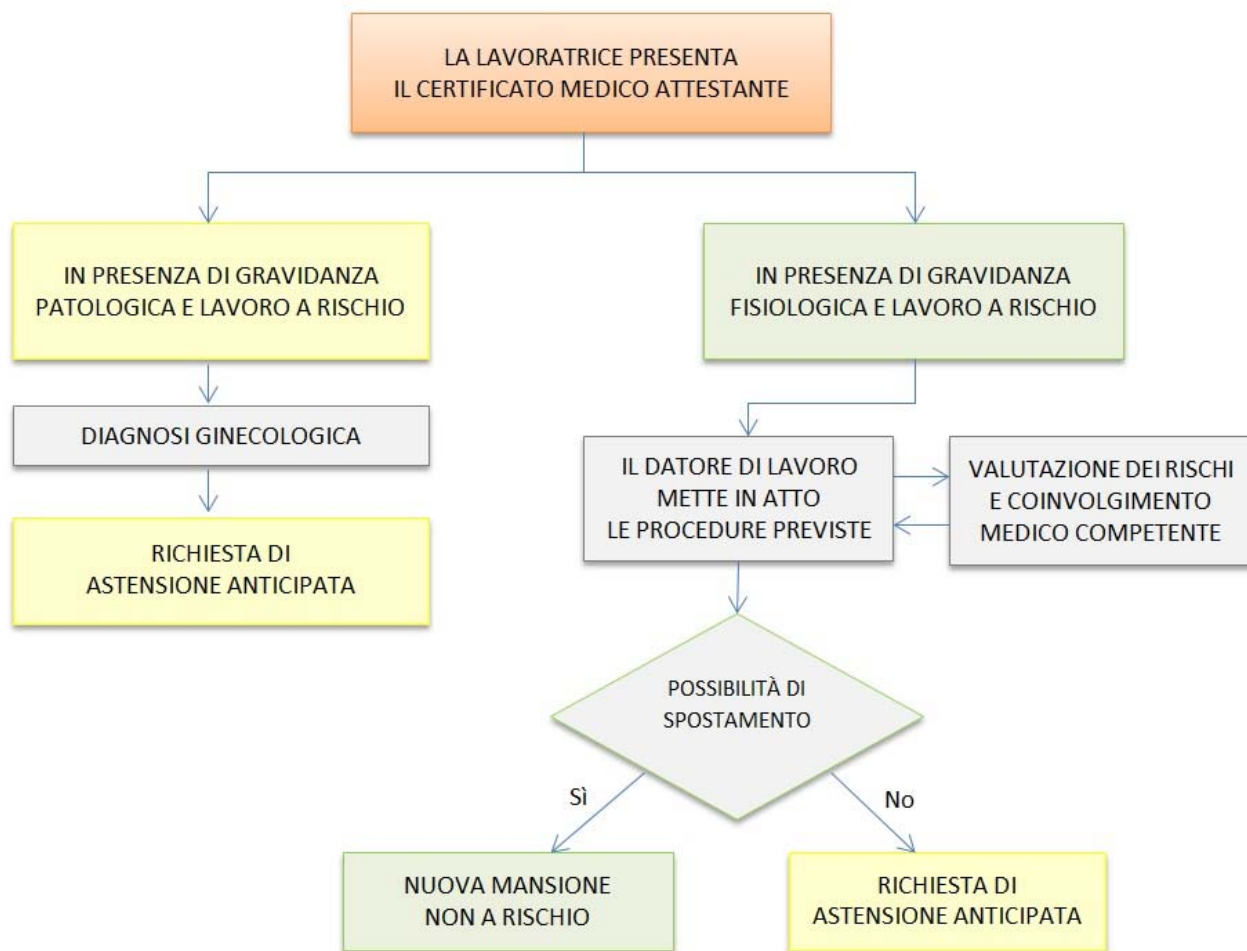 LA LAVORATRICE PRESENTA
IL CERTIFICATO MEDICO ATTESTANTE
IN PRESENZA DI GRAVIDANZA
PATOLOGICA E LAVORO A RISCHIO
IN PRESENZA DI GRAVIDANZA
FISIOLOGICA E LAVORO A RISCHIO
DIAGNOSI GINECOLOGICA
IL DATORE DI LAVORO
METTE IN ATTO
LE PROCEDURE PREVISTE
VALUTAZIONE DEI RISCHI
E COINVOLGIMENTO
MEDICO COMPETENTE
RICHIESTA DI
ASTENSIONE ANTICIPATA
POSSIBILITÀ DI
SPOSTAMENTO
Sì
No
NUOVA MANSIONE
NON A RISCHIO
RICHIESTA DI
ASTENSIONE ANTICIPATA